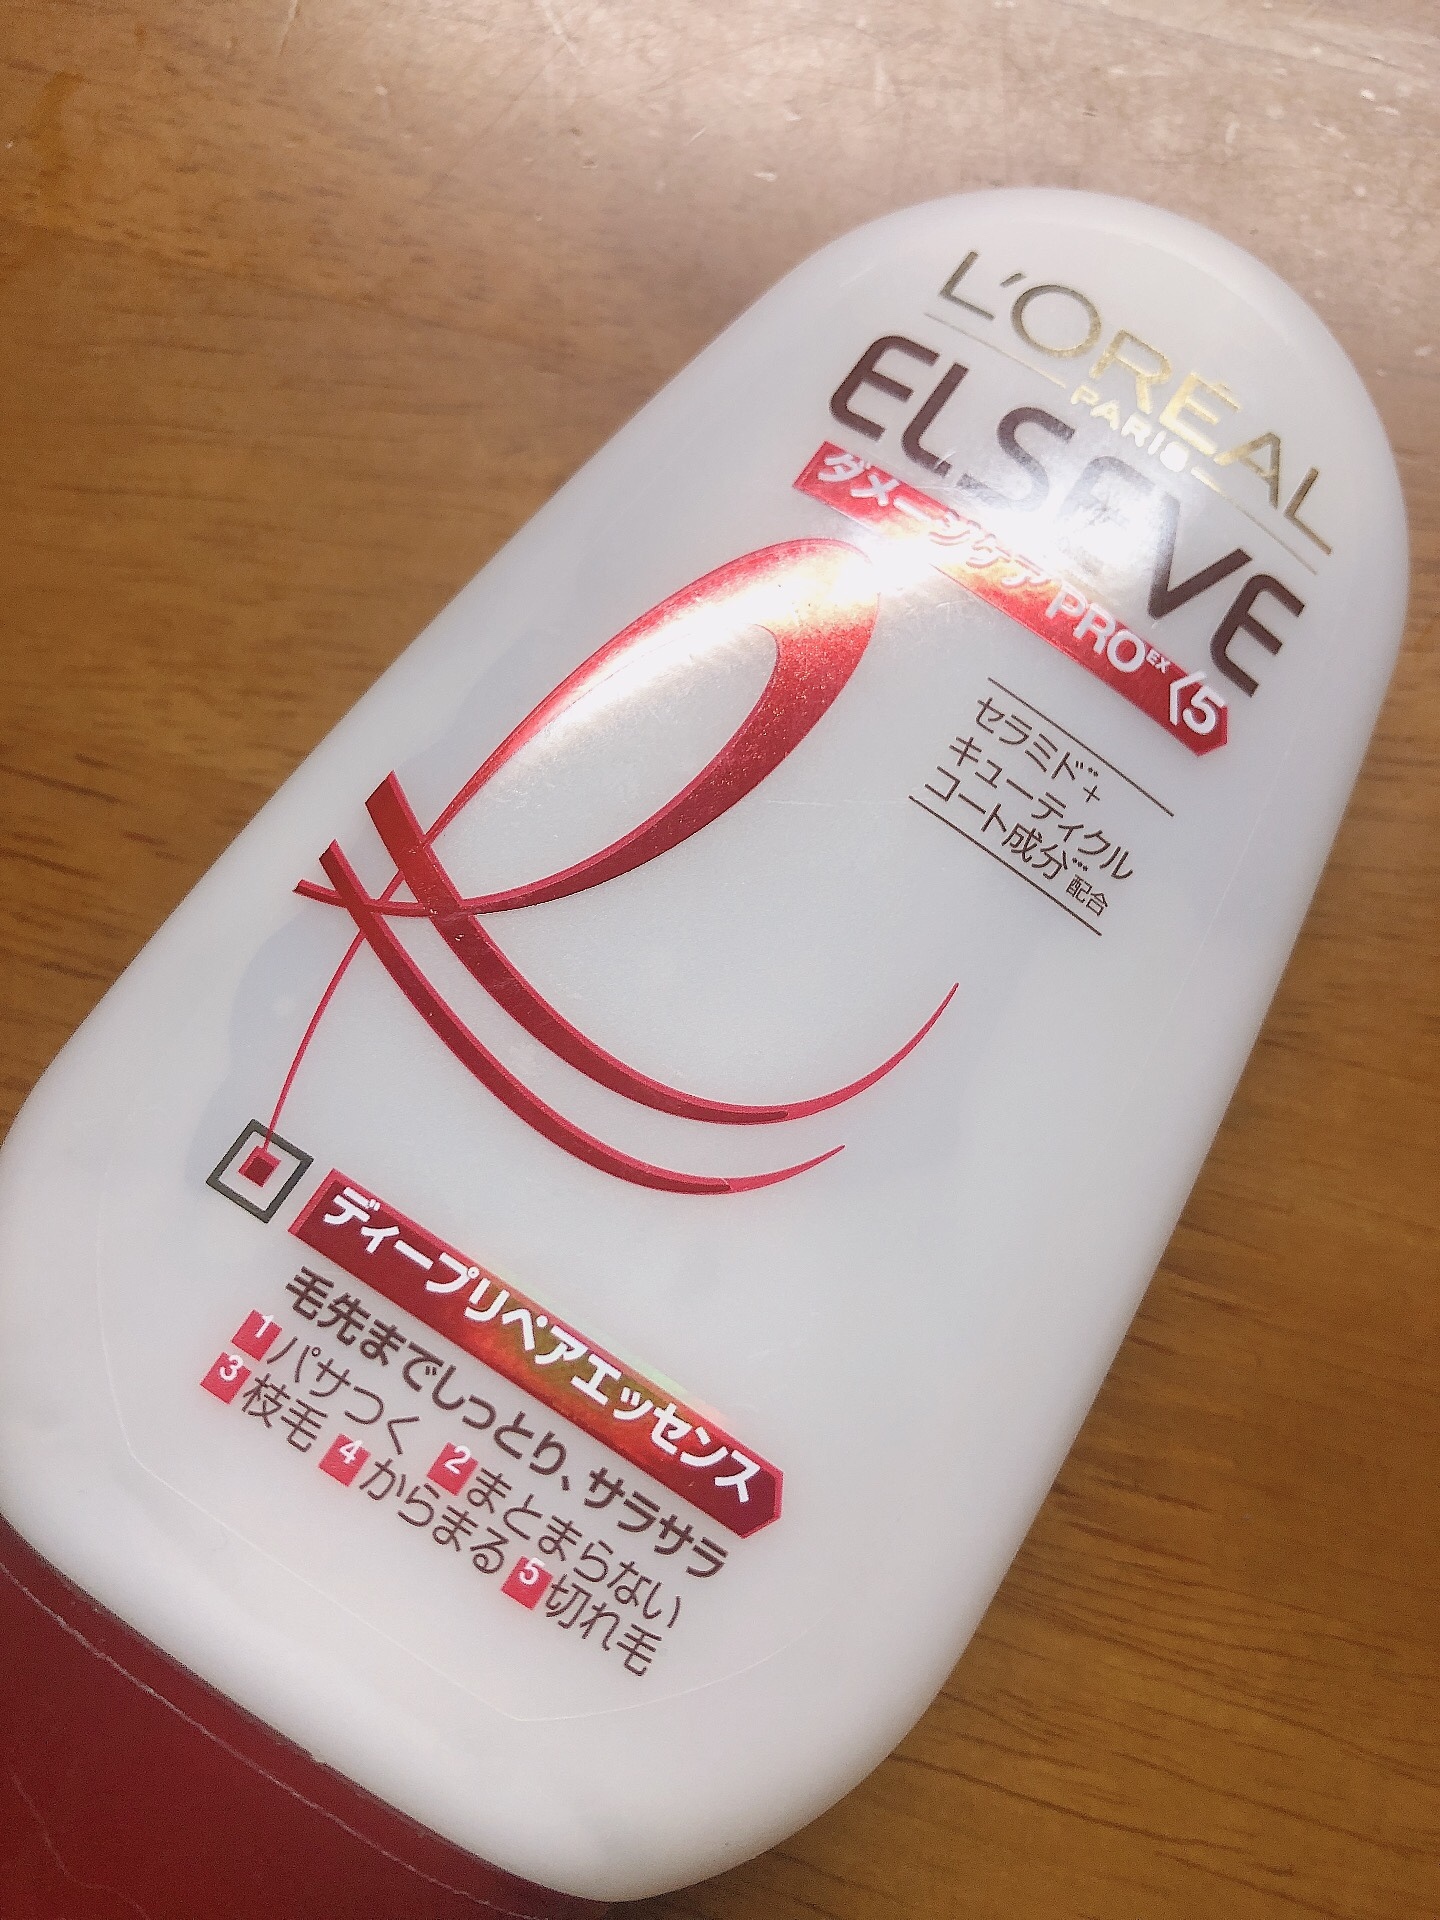 L'ORÉAL
PARIS
ELSEVE
ダメージケア PRO EX 〈5
セラミド** +
キューティクル
コート成分*** 配合
ディープリペアエッセンス
毛先までしっとり、サラサラ
1 パサつく 2 まとまらない
3 枝毛 4 からまる 5 切れ毛